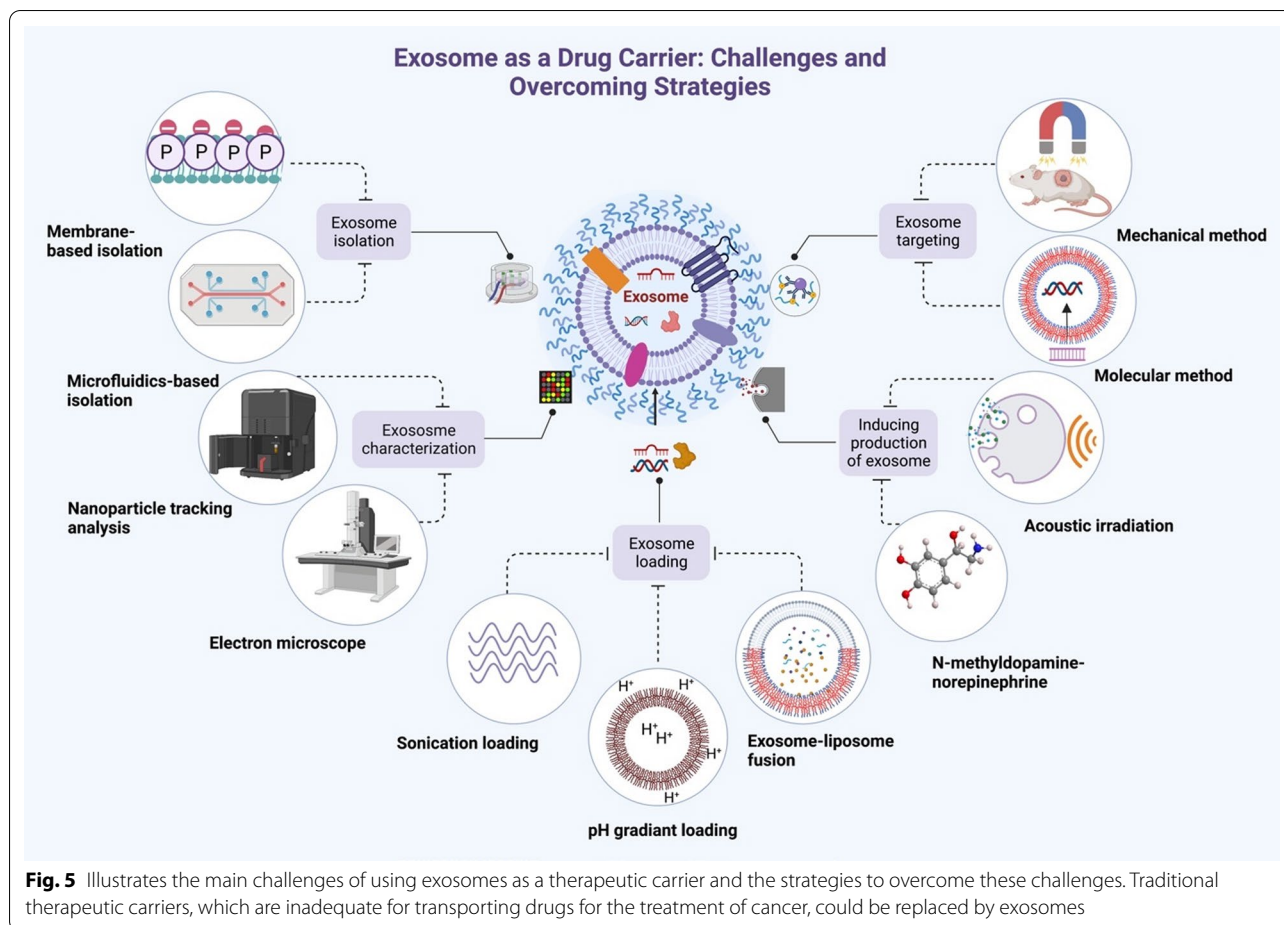 Exosome as a Drug Carrier: Challenges and
Overcoming Strategies
P P P P
Membrane-
based isolation
Exosome
isolation
Microfluidics-based
isolation
Exososme
characterization
Nanoparticle tracking
analysis
Electron microscope
Exosome
Exosome
targeting
Mechanical method
Molecular method
Inducing
production
of exosome
Acoustic irradiation
N-methyldopamine-
norepinephrine
Exosome
loading
Sonication loading
H⁺ H⁺
H⁺
H⁺
H⁺
H⁺
pH gradiant loading
Exosome-liposome
fusion
Fig. 5 Illustrates the main challenges of using exosomes as a therapeutic carrier and the strategies to overcome these challenges. Traditional
therapeutic carriers, which are inadequate for transporting drugs for the treatment of cancer, could be replaced by exosomes